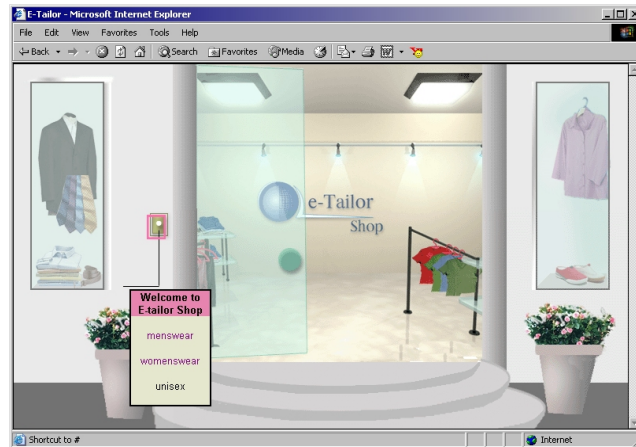 E-Tailor - Microsoft Internet Explorer
File Edit View Favorites Tools Help
Back Search Favorites Media
e-Tailor
Shop
Welcome to
E-tailor Shop
menswear
womenswear
unisex
Shortcut to # Internet